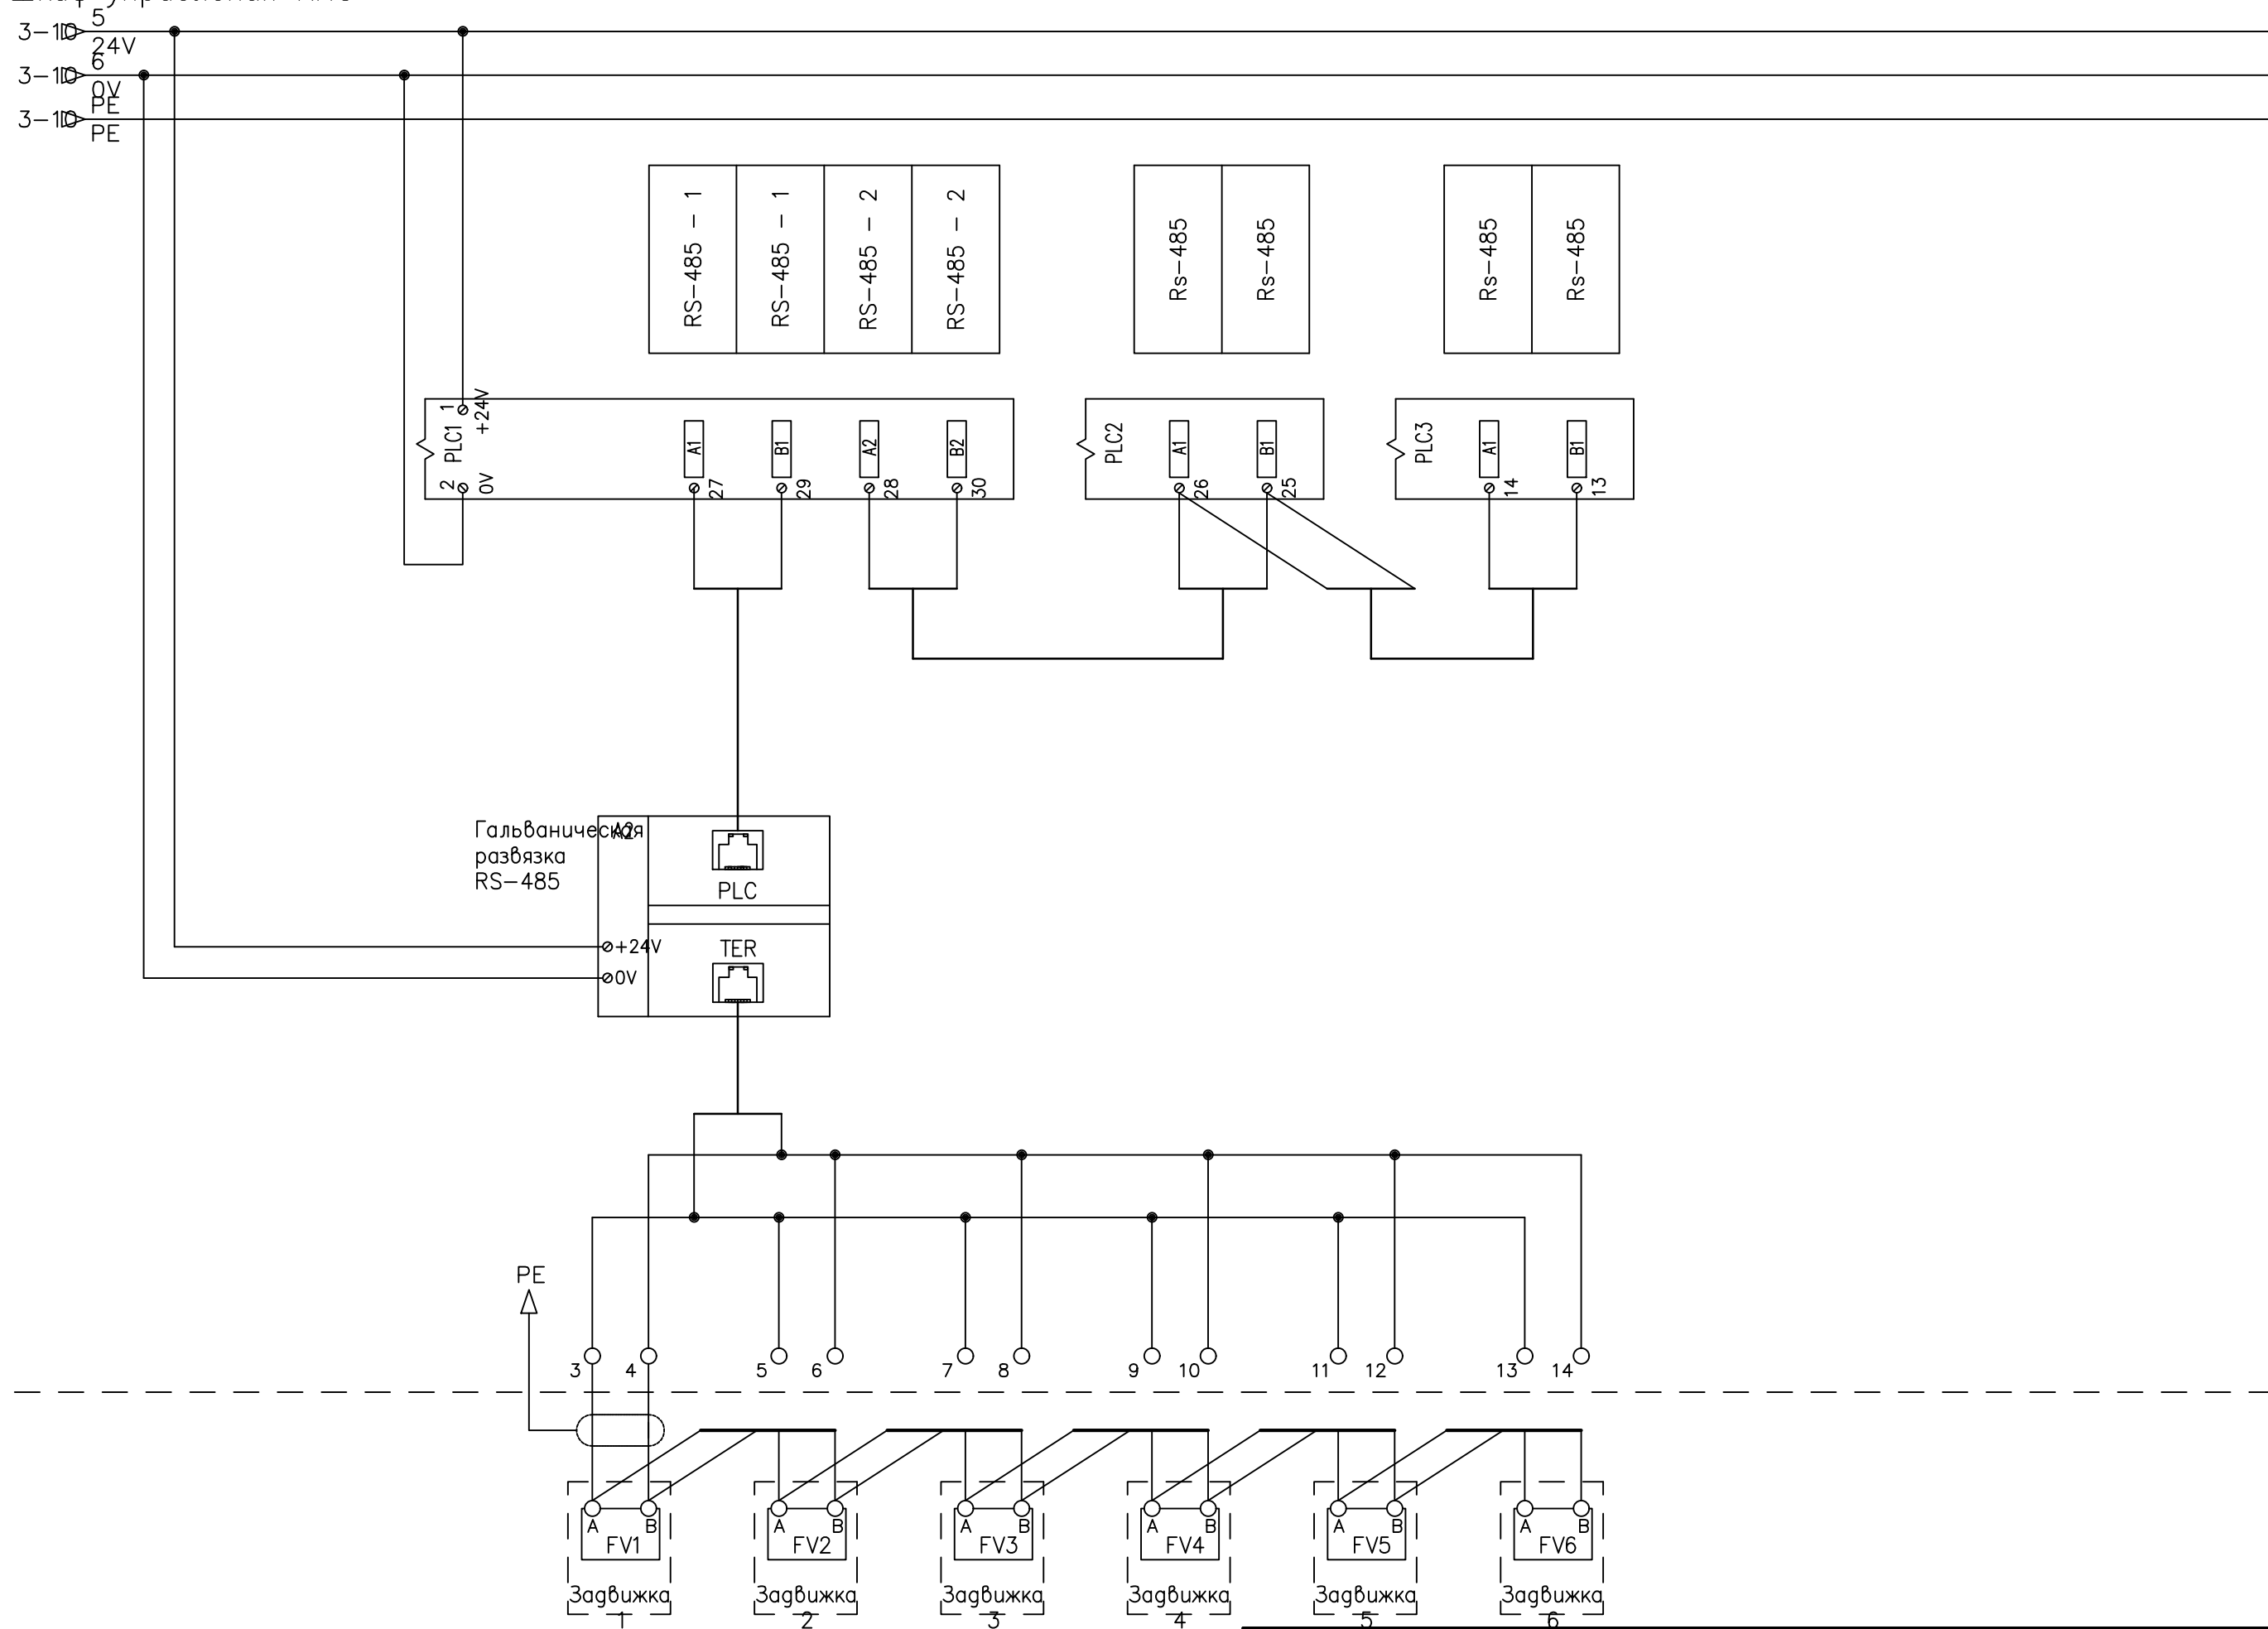 5
3-10
24V
6
3-10
0V
PE
3-10
PE
RS-485 - 1
RS-485 - 1
RS-485 - 2
RS-485 - 2
Rs-485
Rs-485
Rs-485
Rs-485
1
+24V
PLC1
2
0V
A1
B1
A2
B2
27
29
28
30
PLC2
A1
B1
26
25
PLC3
A1
B1
14
13
Гальваническая
развязка
RS-485
A2
PLC
+24V
TER
0V
PE
3
4
5
6
7
8
9
10
11
12
13
14
A
B
A
B
A
B
A
B
A
B
A
B
FV1
FV2
FV3
FV4
FV5
FV6
Задвижка
1
Задвижка
2
Задвижка
3
Задвижка
4
Задвижка
5
Задвижка
6